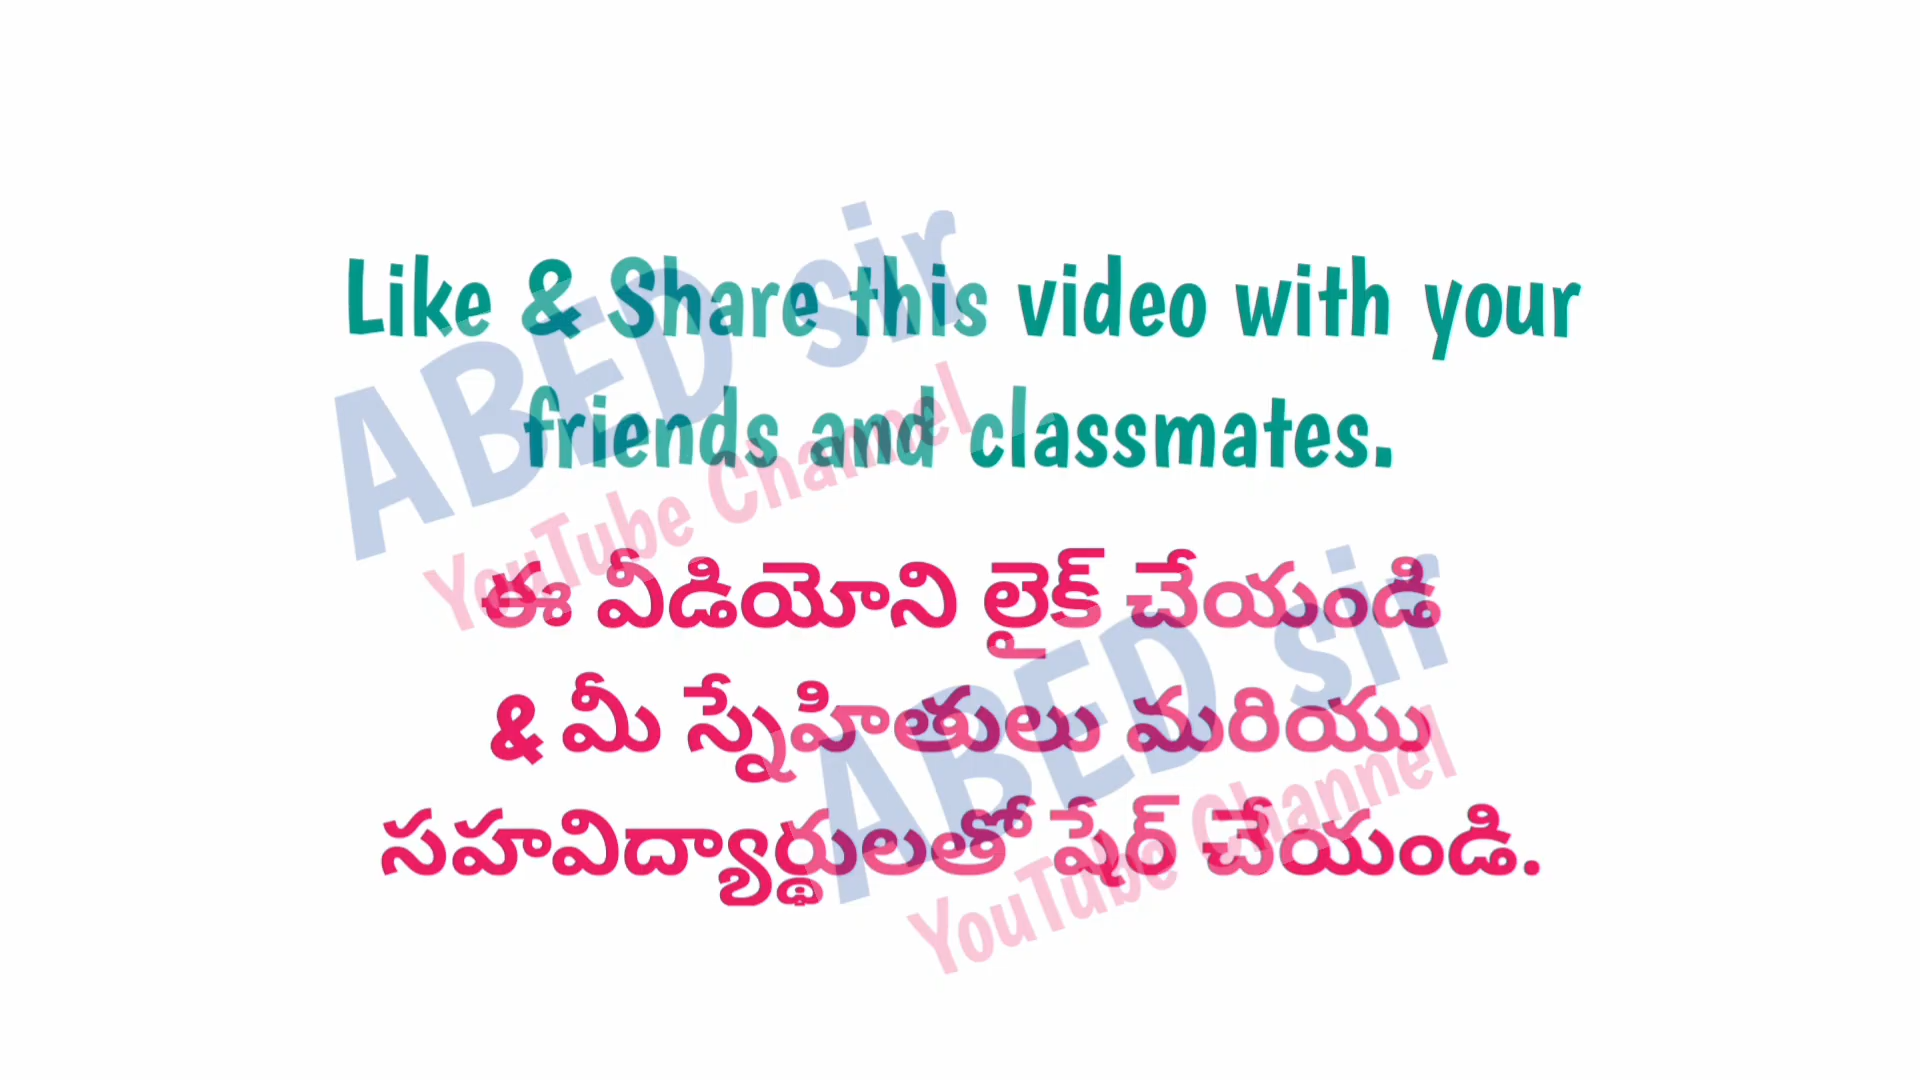 Like & Share this video with your
friends and classmates.
ఈ వీడియోని లైక్ చేయండి
& మీ స్నేహితులు మరియు
సహవిద్యార్థులతో షేర్ చేయండి.
ABED sir
YouTube Channel
ABED sir
YouTube Channel